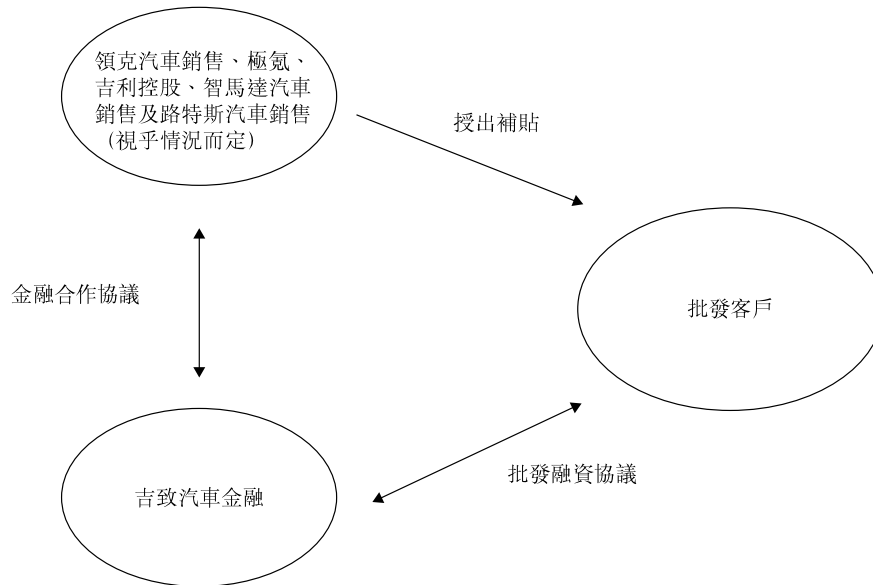 領克汽車銷售、極氪、
吉利控股、智馬達汽車
銷售及路特斯汽車銷售
（視乎情況而定）
授出補貼
金融合作協議
批發客戶
批發融資協議
吉致汽車金融